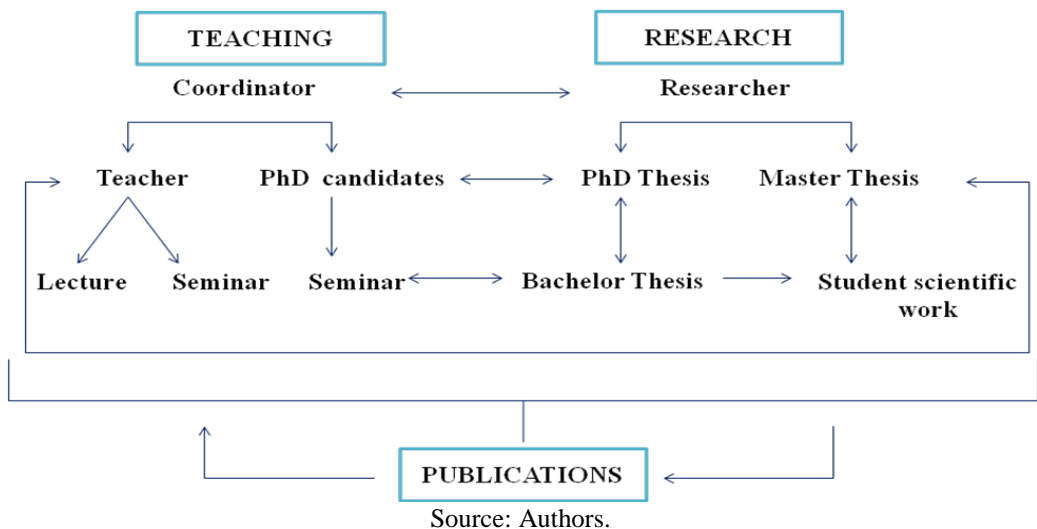 TEACHING
RESEARCH
Coordinator
Researcher
Teacher
PhD candidates
PhD Thesis
Master Thesis
Lecture
Seminar
Seminar
Bachelor Thesis
Student scientific
work
PUBLICATIONS
Source: Authors.